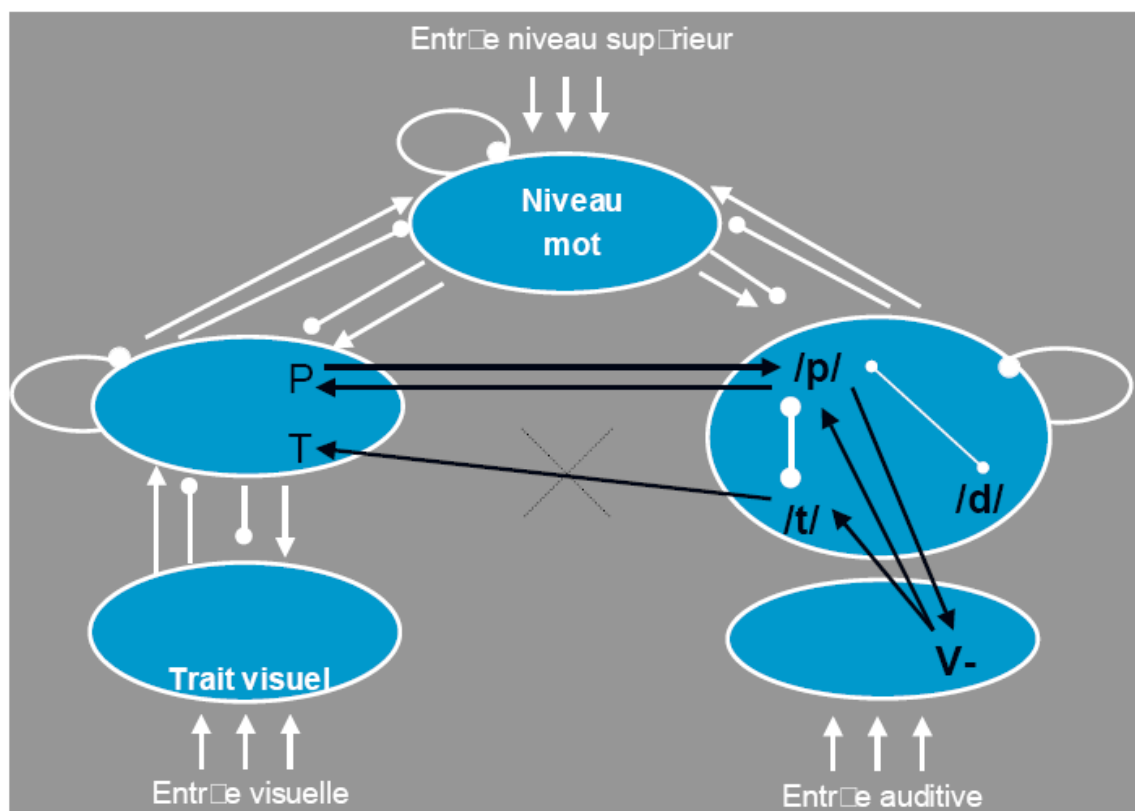 Entr□e niveau sup□rieur
Niveau
mot
P
/p/
T
/t/
/d/
V-
Trait visuel
Entr□e visuelle
Entr□e auditive